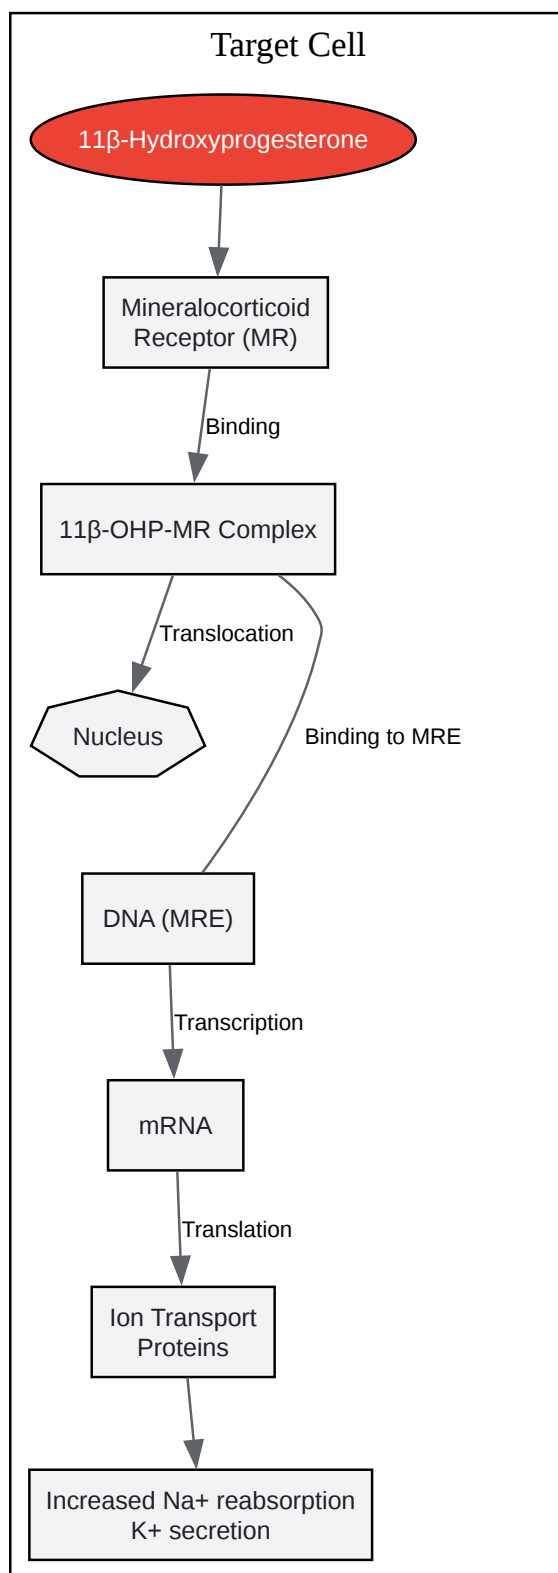 Target Cell
11β-Hydroxyprogesterone
Mineralocorticoid
Receptor (MR)
Binding
11β-OHP-MR Complex
Translocation
Nucleus
Binding to MRE
DNA (MRE)
Transcription
mRNA
Translation
Ion Transport
Proteins
Increased Na+ reabsorption
K+ secretion